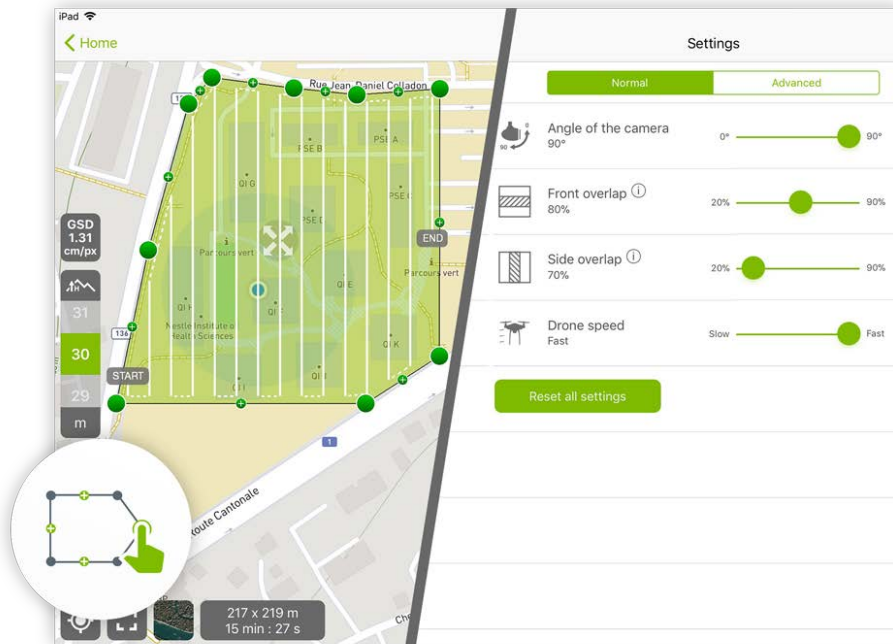 iPad
Home
Settings
Normal
Advanced
Angle of the camera
90°
0°
90°
0
90
Front overlap
80%
20%
90%
Side overlap
70%
20%
90%
Drone speed
Fast
Slow
Fast
Reset all settings
Rue Jean-Daniel Colladon
PSE A
PSE B
QI G
PSE C
PSE D
GSD
1.31
cm/px
END
Parcours vert
Parcours vert
QI E
QI H
QI F
31
136
Nestlé Institute of
Health Sciences
QI K
30
START
QI I
QI J
29
m
1
Route Cantonale
217 x 219 m
15 min : 27 s